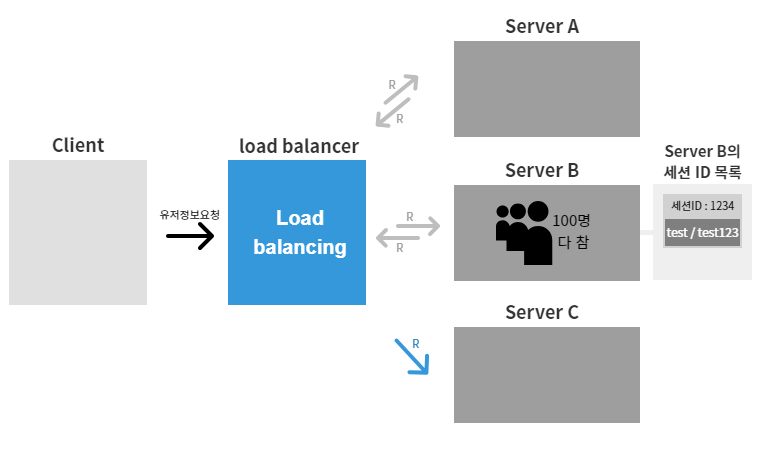 Client
유저정보요청
load balancer
Load
balancing
R
R
R
R
R
Server A
Server B
100명
다 참
Server C
Server B의
세션 ID 목록
세션ID : 1234
test / test123